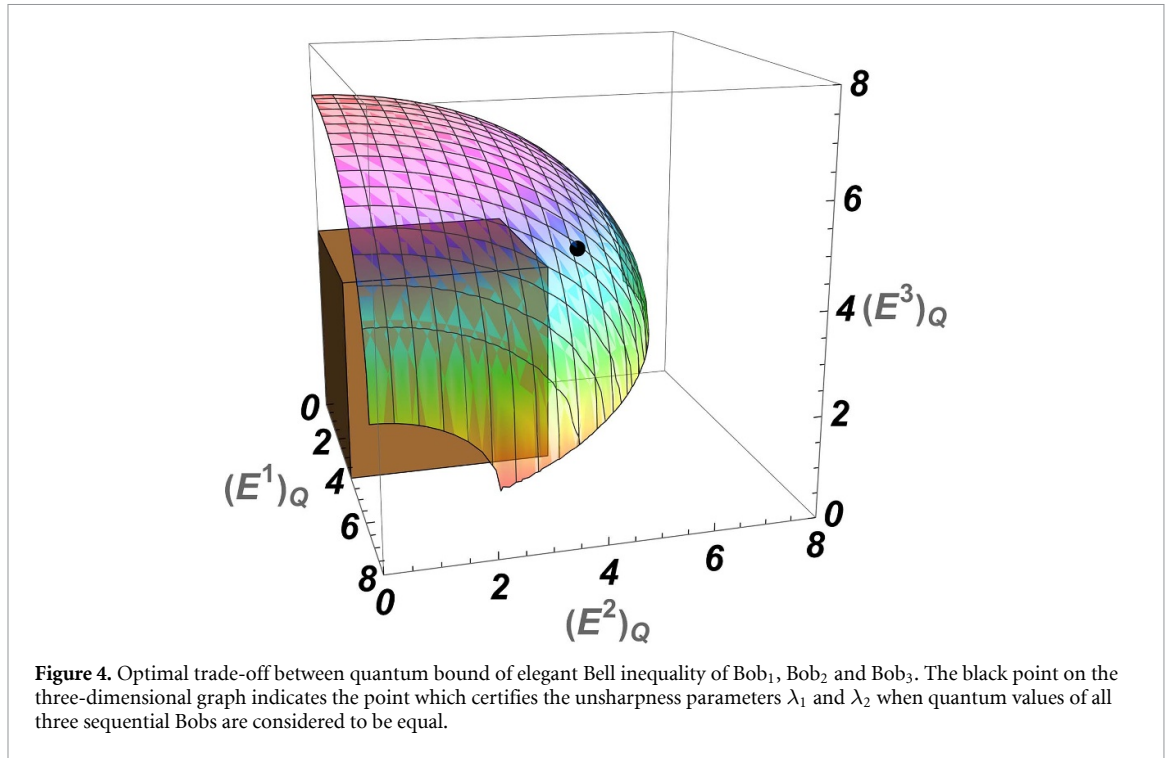 8
6
4 (E³)Q
2
0
0
2
4
6
8
(E¹)Q
0
2
4
6
8
(E²)Q
Figure 4. Optimal trade-off between quantum bound of elegant Bell inequality of Bob₁, Bob₂ and Bob₃. The black point on the
three-dimensional graph indicates the point which certifies the unsharpness parameters λ₁ and λ₂ when quantum values of all
three sequential Bobs are considered to be equal.